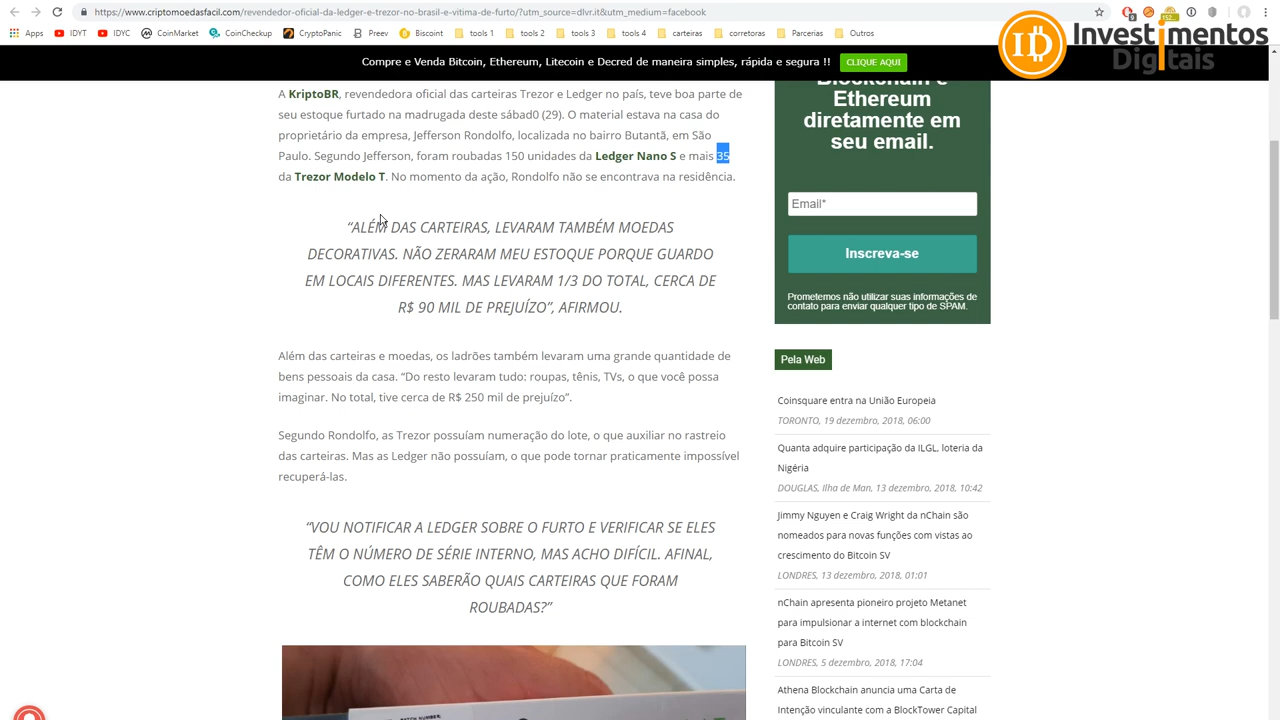 https://www.criptomoedasfacil.com/revendedor-oficial-da-ledger-e-trezor-no-brasil-e-vitima-de-furto/?utm_source=dlvr.it&utm_medium=facebook
Apps IDYT IDYC CoinMarket CoinCheckup CryptoPanic Preev Biscoint tools 1 tools 2 tools 3 tools 4 carteiras corretoras Parcerias Outros
Investimentos
Digitais
Compre e Venda Bitcoin, Ethereum, Litecoin e Decred de maneira simples, rápida e segura !! CLIQUE AQUI
A KriptoBR, revendedora oficial das carteiras Trezor e Ledger no país, teve boa parte de
seu estoque furtado na madrugada deste sábad0 (29). O material estava na casa do
proprietário da empresa, Jefferson Rondolfo, localizada no bairro Butantã, em São
Paulo. Segundo Jefferson, foram roubadas 150 unidades da Ledger Nano S e mais 35
da Trezor Modelo T. No momento da ação, Rondolfo não se encontrava na residência.
“ALÉM DAS CARTEIRAS, LEVARAM TAMBÉM MOEDAS
DECORATIVAS. NÃO ZERARAM MEU ESTOQUE PORQUE GUARDO
EM LOCAIS DIFERENTES. MAS LEVARAM 1/3 DO TOTAL, CERCA DE
R$ 90 MIL DE PREJUÍZO”, AFIRMOU.
Além das carteiras e moedas, os ladrões também levaram uma grande quantidade de
bens pessoais da casa. “Do resto levaram tudo: roupas, tênis, TVs, o que você possa
imaginar. No total, tive cerca de R$ 250 mil de prejuízo”.
Segundo Rondolfo, as Trezor possuíam numeração do lote, o que auxiliar no rastreio
das carteiras. Mas as Ledger não possuíam, o que pode tornar praticamente impossível
recuperá-las.
“VOU NOTIFICAR A LEDGER SOBRE O FURTO E VERIFICAR SE ELES
TÊM O NÚMERO DE SÉRIE INTERNO, MAS ACHO DIFÍCIL. AFINAL,
COMO ELES SABERÃO QUAIS CARTEIRAS QUE FORAM
ROUBADAS?”
Blockchain e
Ethereum
diretamente em
seu email.
Email*
Inscreva-se
Prometemos não utilizar suas informações de
contato para enviar qualquer tipo de SPAM.
Pela Web
Coinsquare entra na União Europeia
TORONTO, 19 dezembro, 2018, 06:00
Quanta adquire participação da ILGL, loteria da
Nigéria
DOUGLAS, Ilha de Man, 13 dezembro, 2018, 10:42
Jimmy Nguyen e Craig Wright da nChain são
nomeados para novas funções com vistas ao
crescimento do Bitcoin SV
LONDRES, 13 dezembro, 2018, 01:01
nChain apresenta pioneiro projeto Metanet
para impulsionar a internet com blockchain
para Bitcoin SV
LONDRES, 5 dezembro, 2018, 17:04
Athena Blockchain anuncia uma Carta de
Intenção vinculante com a BlockTower Capital